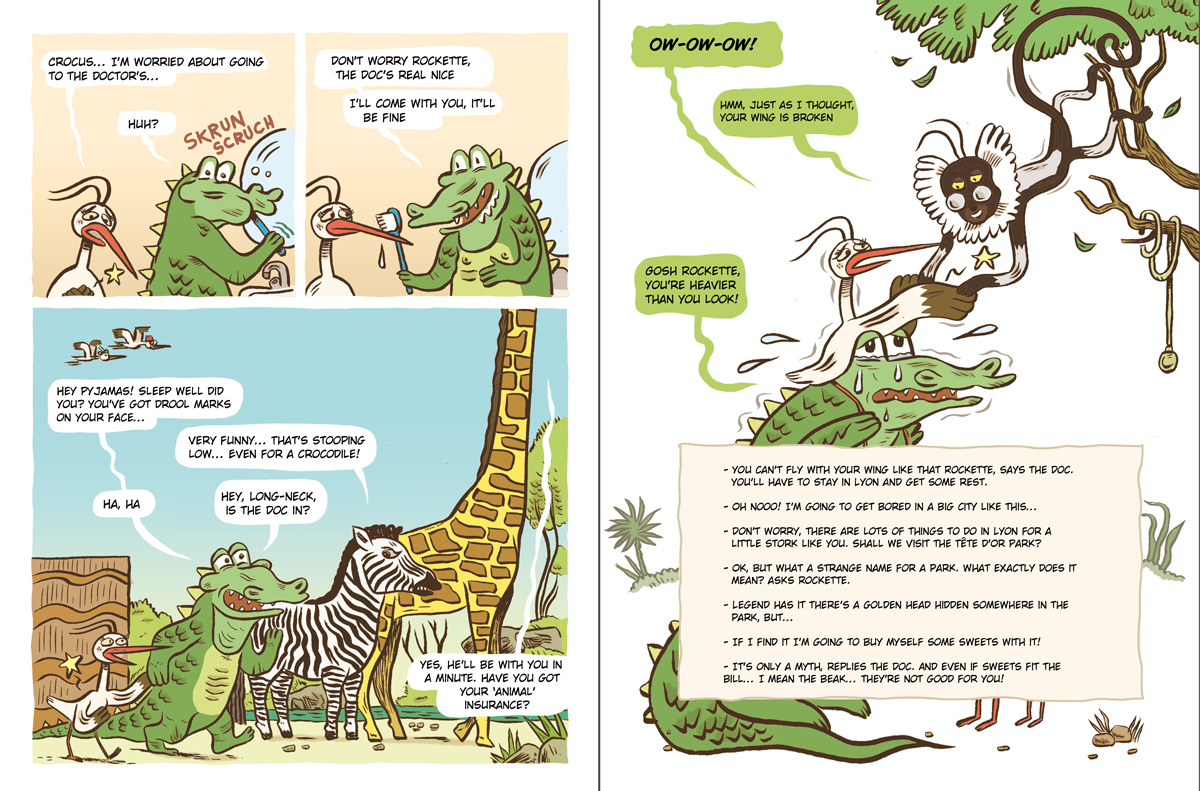 CROCUS... I'M WORRIED ABOUT GOING
TO THE DOCTOR'S...
HUH?
SKRUN
SCRUCH
DON'T WORRY ROCKETTE,
THE DOC'S REAL NICE
I'LL COME WITH YOU, IT'LL
BE FINE
HEY PYJAMAS! SLEEP WELL DID
YOU? YOU'VE GOT DROOL MARKS
ON YOUR FACE...
VERY FUNNY... THAT'S STOOPING
LOW... EVEN FOR A CROCODILE!
HA, HA
HEY, LONG-NECK,
IS THE DOC IN?
YES, HE'LL BE WITH YOU IN
A MINUTE. HAVE YOU GOT
YOUR 'ANIMAL'
INSURANCE?
OW-OW-OW!
HMM, JUST AS I THOUGHT,
YOUR WING IS BROKEN
GOSH ROCKETTE,
YOU'RE HEAVIER
THAN YOU LOOK!
- YOU CAN'T FLY WITH YOUR WING LIKE THAT ROCKETTE, SAYS THE DOC.
YOU'LL HAVE TO STAY IN LYON AND GET SOME REST.
- OH NOOO! I'M GOING TO GET BORED IN A BIG CITY LIKE THIS...
- DON'T WORRY, THERE ARE LOTS OF THINGS TO DO IN LYON FOR A
LITTLE STORK LIKE YOU. SHALL WE VISIT THE TÊTE D'OR PARK?
- OK, BUT WHAT A STRANGE NAME FOR A PARK. WHAT EXACTLY DOES IT
MEAN? ASKS ROCKETTE.
- LEGEND HAS IT THERE'S A GOLDEN HEAD HIDDEN SOMEWHERE IN THE
PARK, BUT...
- IF I FIND IT I'M GOING TO BUY MYSELF SOME SWEETS WITH IT!
- IT'S ONLY A MYTH, REPLIES THE DOC. AND EVEN IF SWEETS FIT THE
BILL... I MEAN THE BEAK... THEY'RE NOT GOOD FOR YOU!